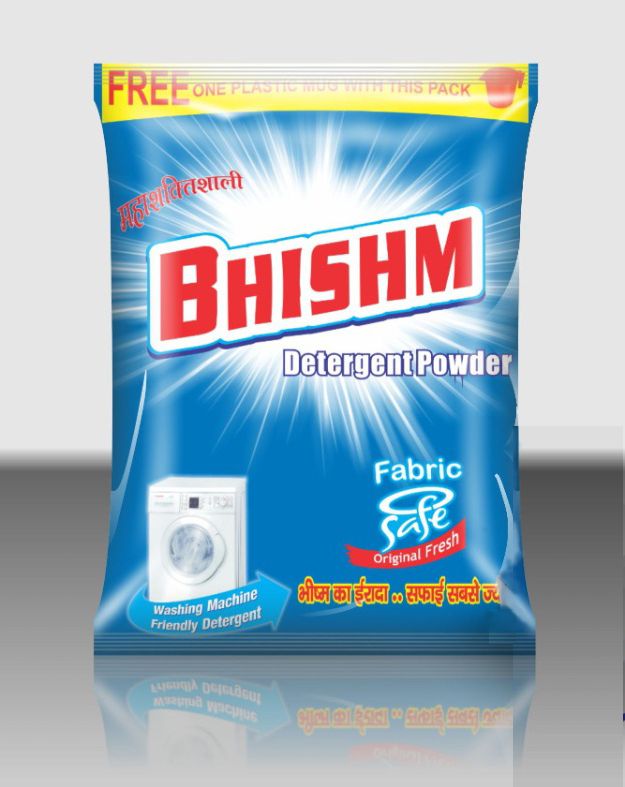 FREE ONE PLASTIC MUG WITH THIS PACK
महाशक्तिशाली
BHISHM
Detergent Powder
Fabric
Safe
Original Fresh
Washing Machine
Friendly Detergent
भीष्म का ईरादा .. सफाई सबसे